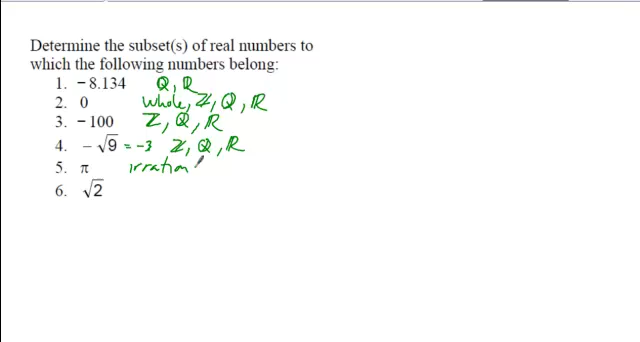 Determine the subset(s) of real numbers to
which the following numbers belong:
1. −8.134 ℚ, ℝ
2. 0 whole, ℤ, ℚ, ℝ
3. −100 ℤ, ℚ, ℝ
4. −√9 = −3 ℤ, ℚ, ℝ
5. π irration
6. √2